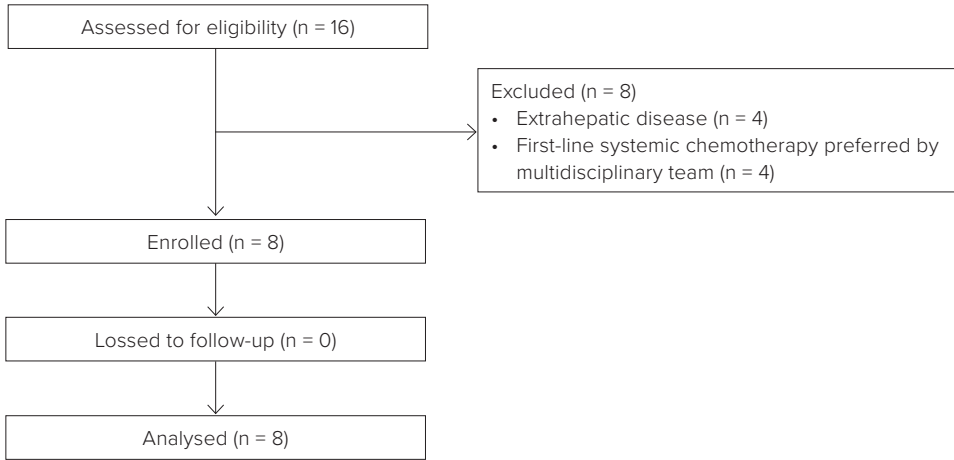 Assessed for eligibility (n = 16)
Excluded (n = 8)
• Extrahepatic disease (n = 4)
• First-line systemic chemotherapy preferred by
multidisciplinary team (n = 4)
Enrolled (n = 8)
Lossed to follow-up (n = 0)
Analysed (n = 8)